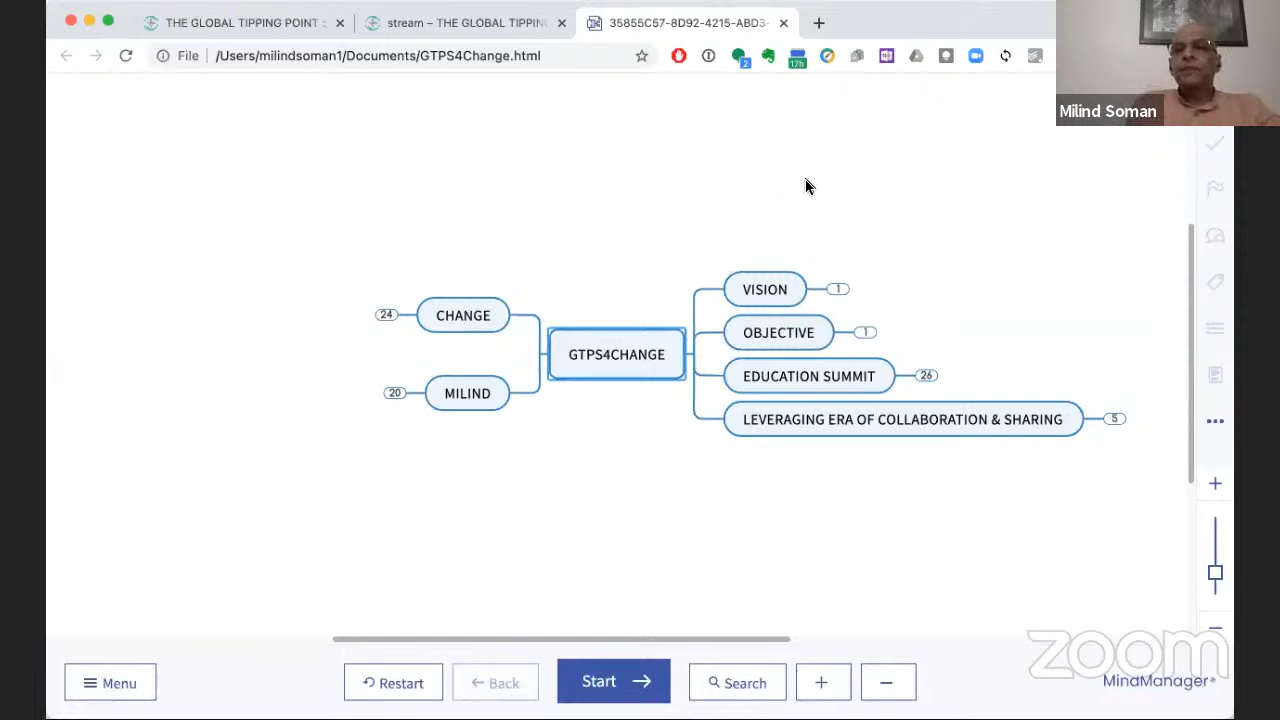 THE GLOBAL TIPPING POINT :
stream – THE GLOBAL TIPPIN
35855C57-8D92-4215-ABD3-
File
/Users/milindsoman1/Documents/GTPS4Change.html
2
17h
Milind Soman
VISION
1
24
CHANGE
OBJECTIVE
1
GTPS4CHANGE
EDUCATION SUMMIT
26
20
MILIND
LEVERAGING ERA OF COLLABORATION & SHARING
5
Menu
Restart
Back
Start
Search
zoom
MindManager